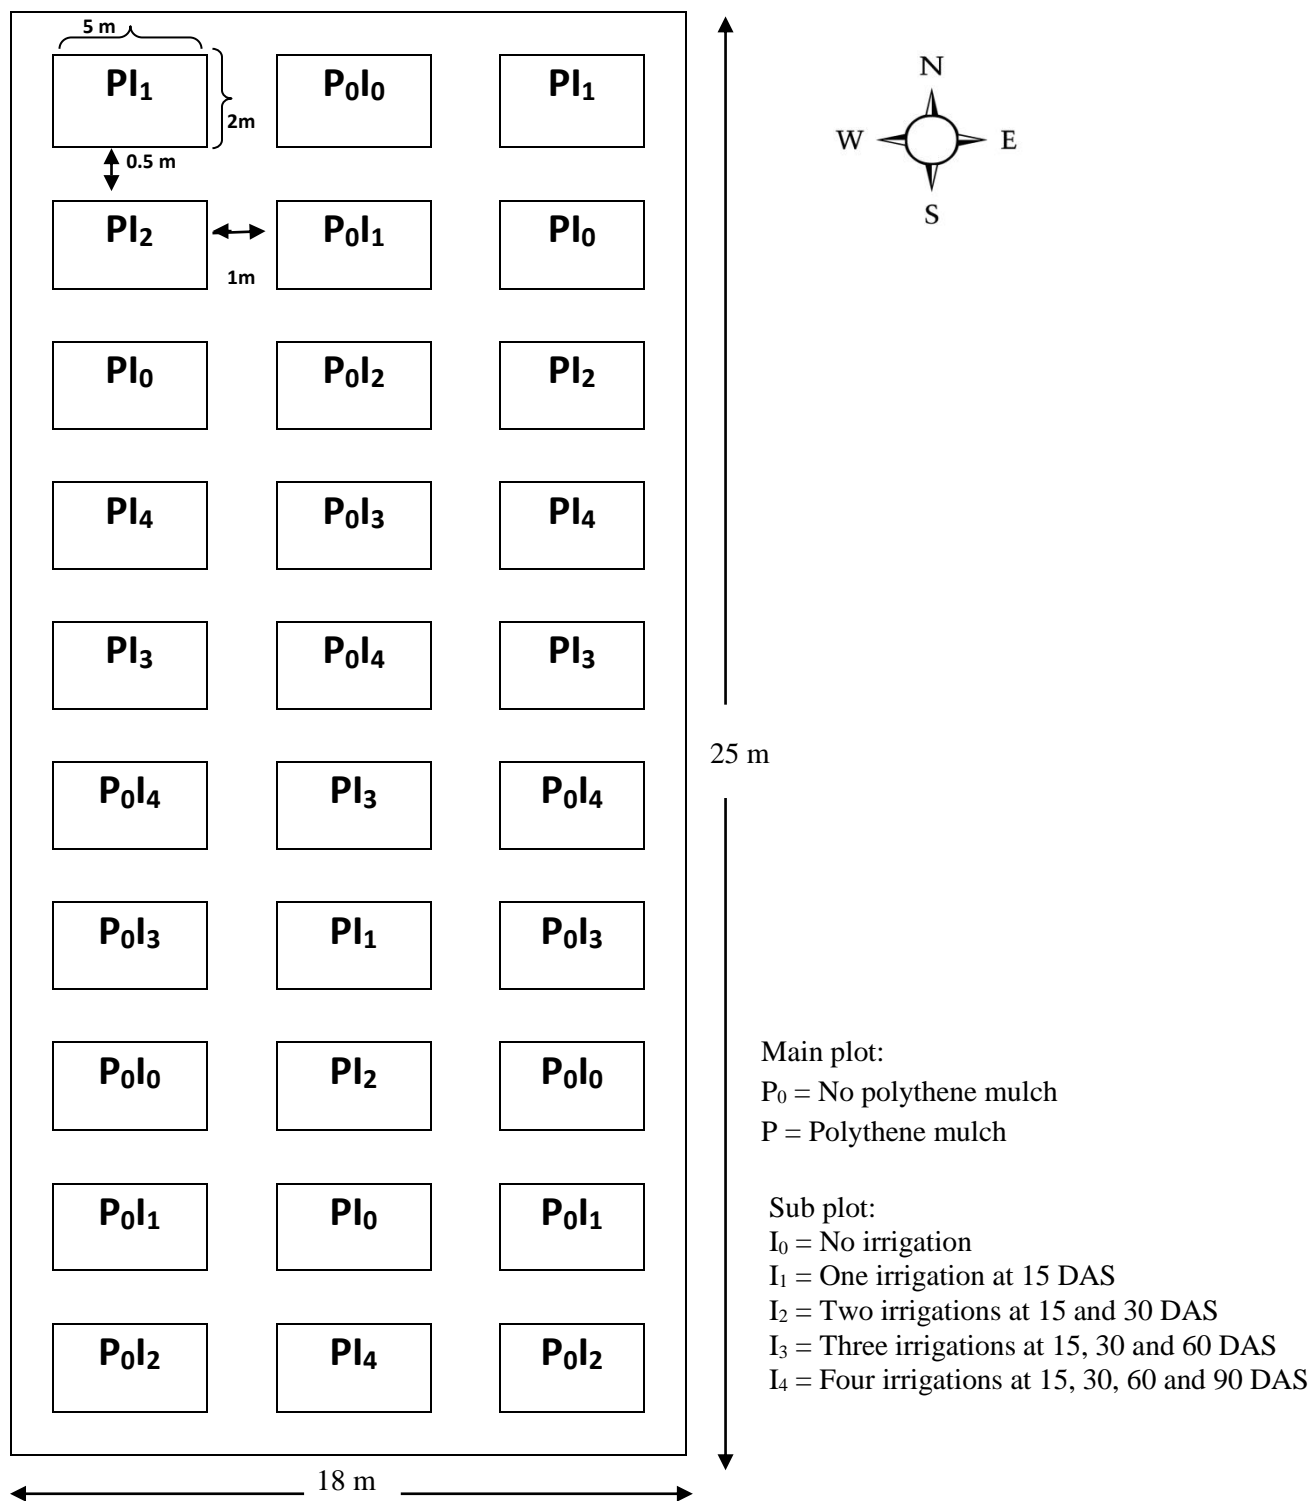 5 m
PI₁ P₀I₀ PI₁
2m
0.5 m
PI₂ P₀I₁ PI₀
1m
PI₀ P₀I₂ PI₂
PI₄ P₀I₃ PI₄
PI₃ P₀I₄ PI₃
P₀I₄ PI₃ P₀I₄
P₀I₃ PI₁ P₀I₃
P₀I₀ PI₂ P₀I₀
P₀I₁ PI₀ P₀I₁
P₀I₂ PI₄ P₀I₂
18 m
25 m
N
W E
S
Main plot:
P₀ = No polythene mulch
P = Polythene mulch
Sub plot:
I₀ = No irrigation
I₁ = One irrigation at 15 DAS
I₂ = Two irrigations at 15 and 30 DAS
I₃ = Three irrigations at 15, 30 and 60 DAS
I₄ = Four irrigations at 15, 30, 60 and 90 DAS